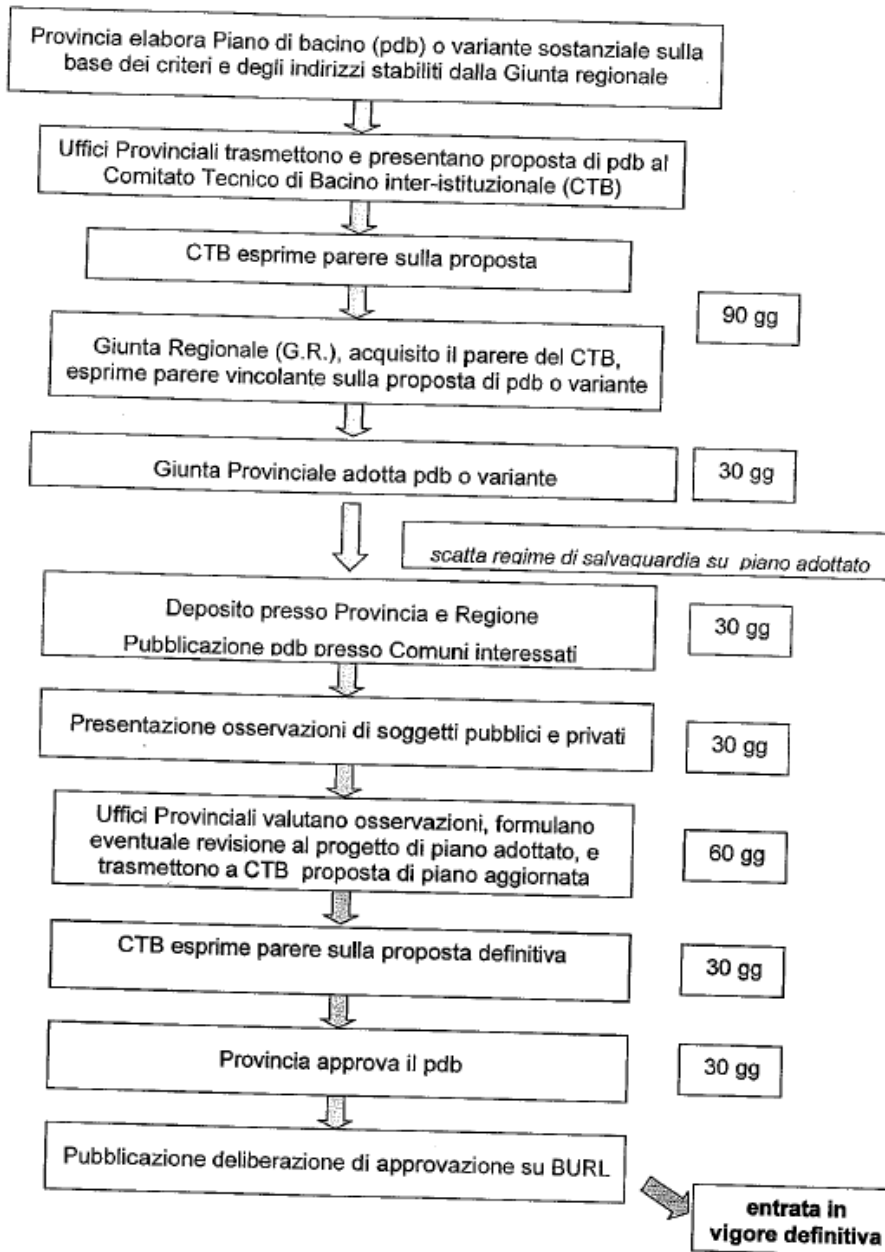 Provincia elabora Piano di bacino (pdb) o variante sostanziale sulla
base dei criteri e degli indirizzi stabiliti dalla Giunta regionale
Uffici Provinciali trasmettono e presentano proposta di pdb al
Comitato Tecnico di Bacino inter-istituzionale (CTB)
CTB esprime parere sulla proposta
90 gg
Giunta Regionale (G.R.), acquisito il parere del CTB,
esprime parere vincolante sulla proposta di pdb o variante
Giunta Provinciale adotta pdb o variante
30 gg
scatta regime di salvaguardia su piano adottato
Deposito presso Provincia e Regione
Pubblicazione pdb presso Comuni interessati
30 gg
Presentazione osservazioni di soggetti pubblici e privati
30 gg
Uffici Provinciali valutano osservazioni, formulano
eventuale revisione al progetto di piano adottato, e
trasmettono a CTB proposta di piano aggiornata
60 gg
CTB esprime parere sulla proposta definitiva
30 gg
Provincia approva il pdb
30 gg
Pubblicazione deliberazione di approvazione su BURL
entrata in
vigore definitiva